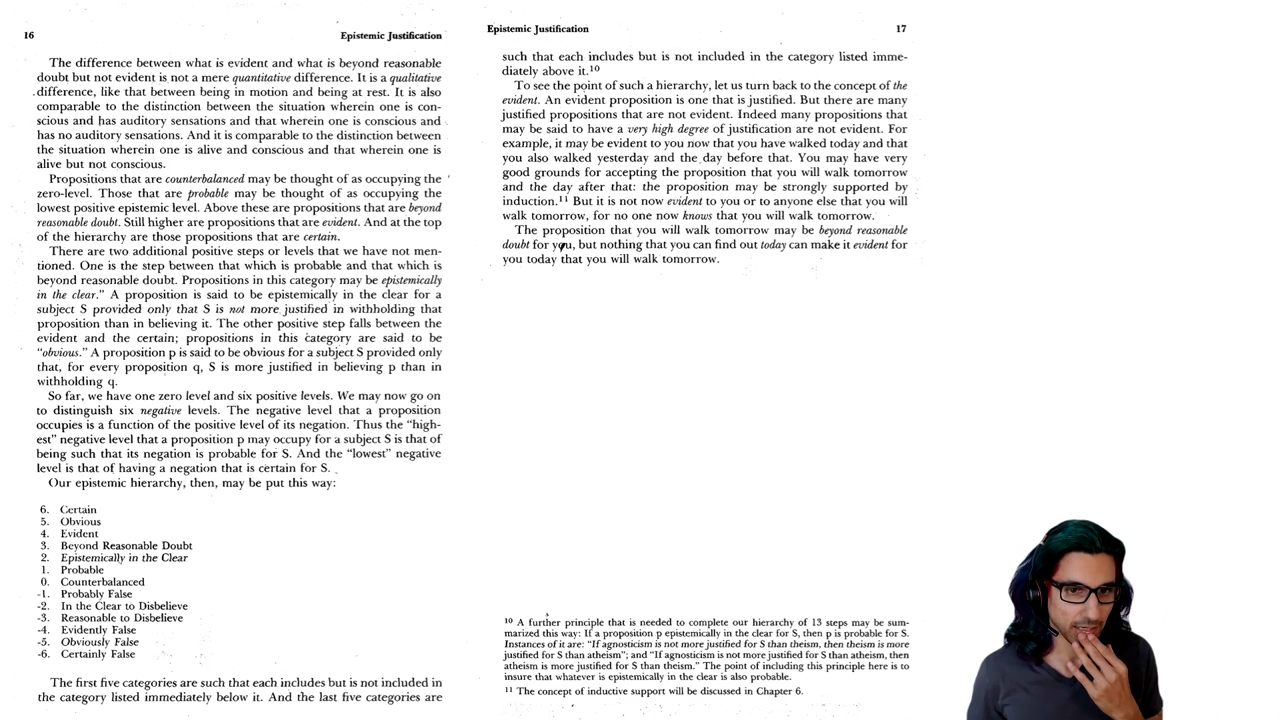 16
Epistemic Justification
The difference between what is evident and what is beyond reasonable
doubt but not evident is not a mere quantitative difference. It is a qualitative
difference, like that between being in motion and being at rest. It is also
comparable to the distinction between the situation wherein one is con-
scious and has auditory sensations and that wherein one is conscious and
has no auditory sensations. And it is comparable to the distinction between
the situation wherein one is alive and conscious and that wherein one is
alive but not conscious.
Propositions that are counterbalanced may be thought of as occupying the
zero-level. Those that are probable may be thought of as occupying the
lowest positive epistemic level. Above these are propositions that are beyond
reasonable doubt. Still higher are propositions that are evident. And at the top
of the hierarchy are those propositions that are certain.
There are two additional positive steps or levels that we have not men-
tioned. One is the step between that which is probable and that which is
beyond reasonable doubt. Propositions in this category may be epistemically
in the clear." A proposition is said to be epistemically in the clear for a
subject S provided only that S is not more justified in withholding that
proposition than in believing it. The other positive step falls between the
evident and the certain; propositions in this category are said to be
"obvious." A proposition p is said to be obvious for a subject S provided only
that, for every proposition q, S is more justified in believing p than in
withholding q.
So far, we have one zero level and six positive levels. We may now go on
to distinguish six negative levels. The negative level that a proposition
occupies is a function of the positive level of its negation. Thus the "high-
est" negative level that a proposition p may occupy for a subject S is that of
being such that its negation is probable for S. And the "lowest" negative
level is that of having a negation that is certain for S.
Our epistemic hierarchy, then, may be put this way:
6. Certain
5. Obvious
4. Evident
3. Beyond Reasonable Doubt
2. Epistemically in the Clear
1. Probable
0. Counterbalanced
-1. Probably False
-2. In the Clear to Disbelieve
-3. Reasonable to Disbelieve
-4. Evidently False
-5. Obviously False
-6. Certainly False
The first five categories are such that each includes but is not included in
the category listed immediately below it. And the last five categories are
Epistemic Justification
17
such that each includes but is not included in the category listed imme-
diately above it.10
To see the point of such a hierarchy, let us turn back to the concept of the
evident. An evident proposition is one that is justified. But there are many
justified propositions that are not evident. Indeed many propositions that
may be said to have a very high degree of justification are not evident. For
example, it may be evident to you now that you have walked today and that
you also walked yesterday and the day before that. You may have very
good grounds for accepting the proposition that you will walk tomorrow
and the day after that: the proposition may be strongly supported by
induction.11 But it is not now evident to you or to anyone else that you will
walk tomorrow, for no one now knows that you will walk tomorrow.
The proposition that you will walk tomorrow may be beyond reasonable
doubt for you, but nothing that you can find out today can make it evident for
you today that you will walk tomorrow.
10 A further principle that is needed to complete our hierarchy of 13 steps may be sum-
marized this way: If a proposition p epistemically in the clear for S, then p is probable for S.
Instances of it are: "If agnosticism is not more justified for S than theism, then theism is more
justified for S than atheism"; and "If agnosticism is not more justified for S than atheism, then
atheism is more justified for S than theism." The point of including this principle here is to
insure that whatever is epistemically in the clear is also probable.
11 The concept of inductive support will be discussed in Chapter 6.